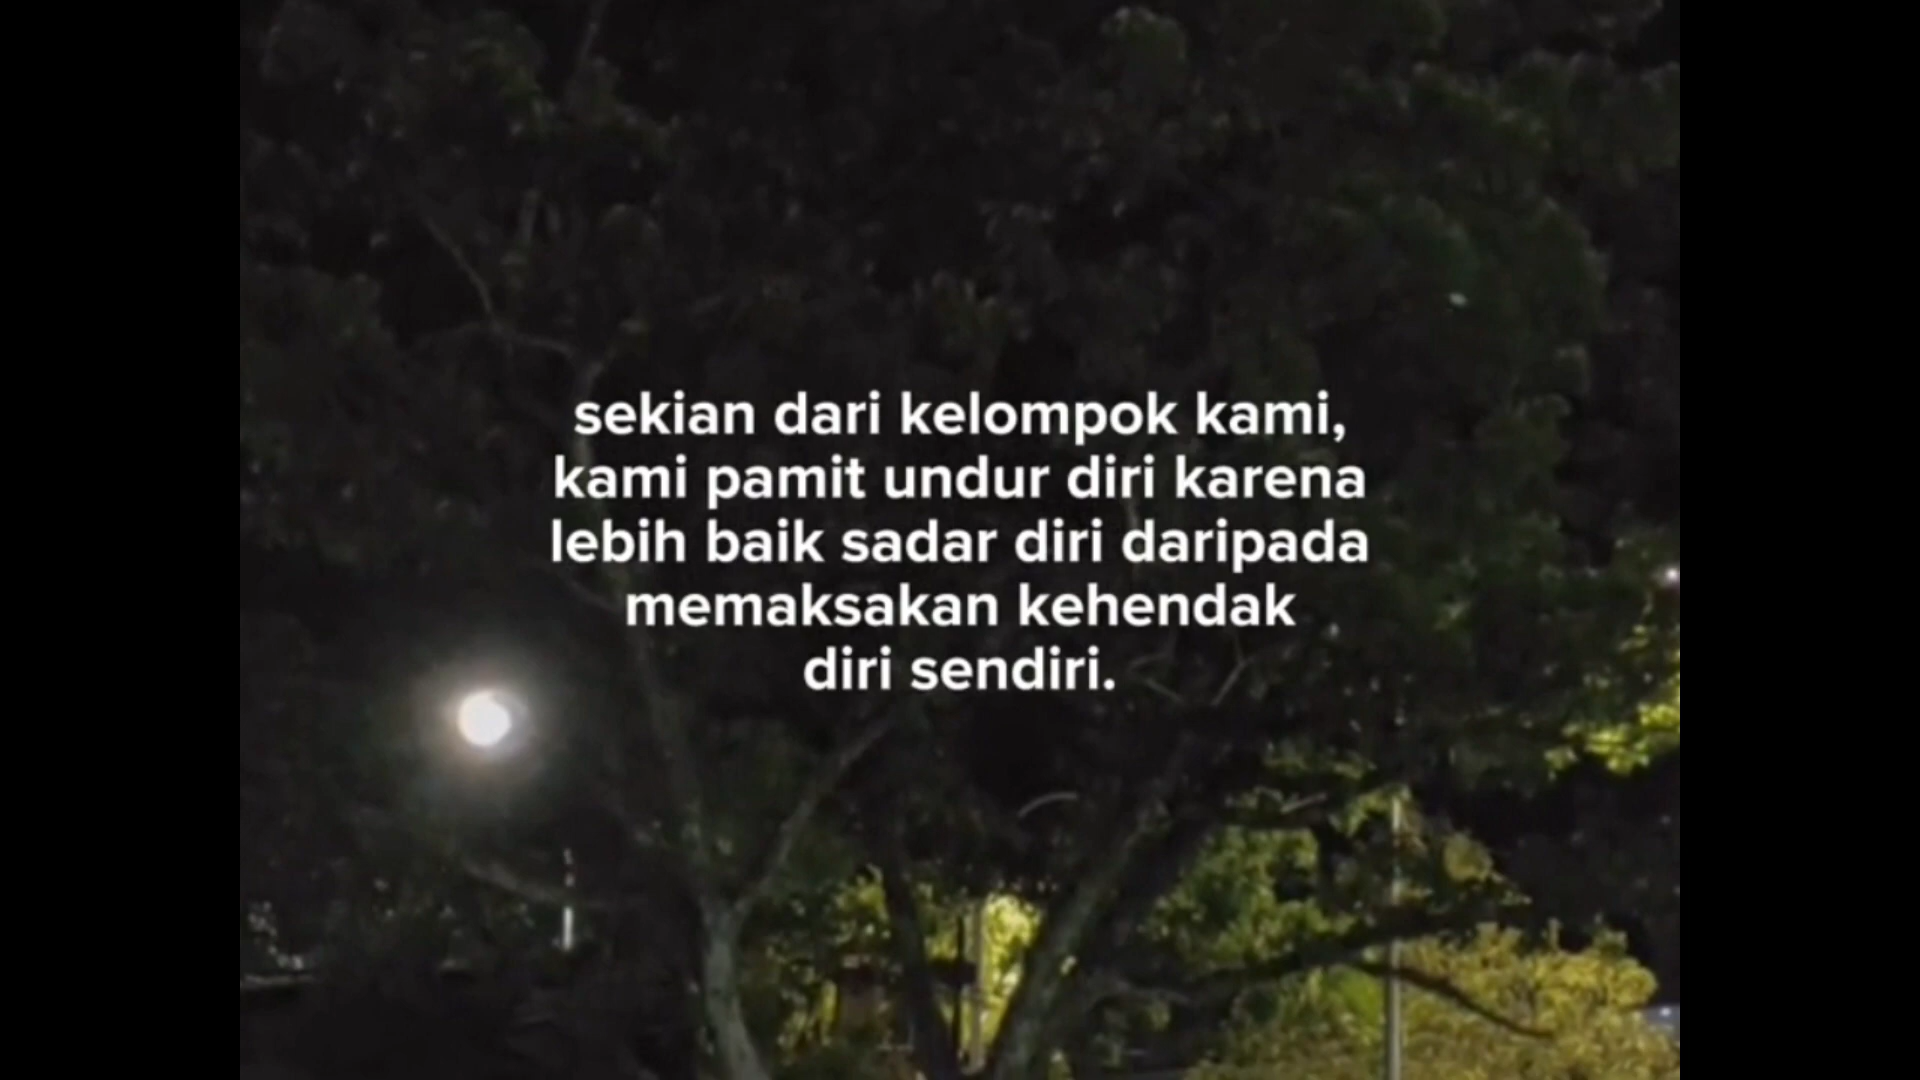 sekian dari kelompok kami,
kami pamit undur diri karena
lebih baik sadar diri daripada
memaksakan kehendak
diri sendiri.